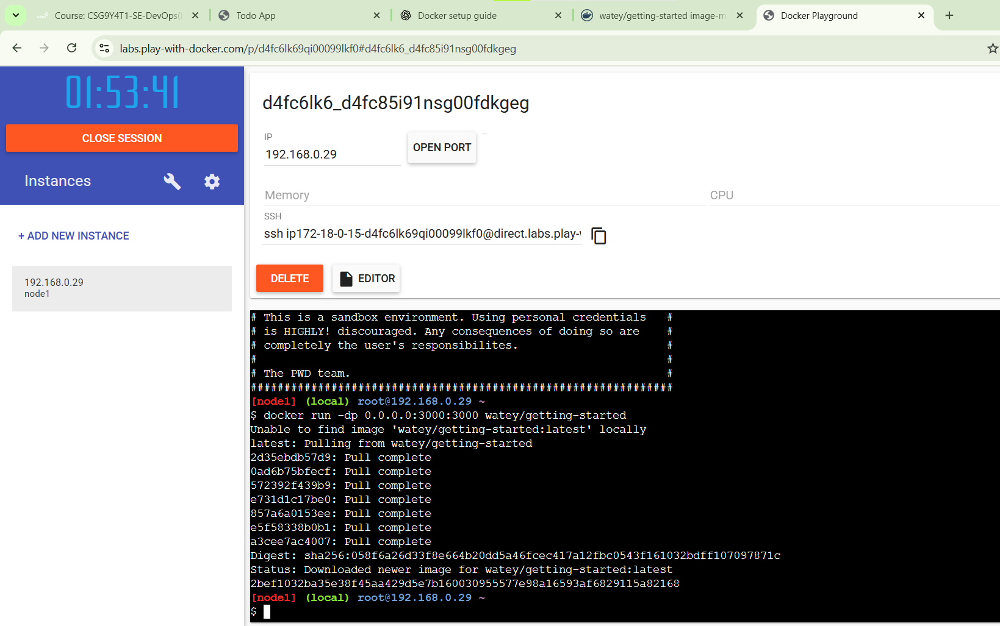 Course: CSG9Y4T1-SE-DevOps(
Todo App
Docker setup guide
watey/getting-started image-m
Docker Playground
labs.play-with-docker.com/p/d4fc6lk69qi00099lkf0#d4fc6lk6_d4fc85i91nsg00fdkgeg
01:53:41
CLOSE SESSION
Instances
+ ADD NEW INSTANCE
192.168.0.29
node1
d4fc6lk6_d4fc85i91nsg00fdkgeg
IP
192.168.0.29
OPEN PORT
Memory
CPU
SSH
ssh ip172-18-0-15-d4fc6lk69qi00099lkf0@direct.labs.play-
DELETE
EDITOR
# This is a sandbox environment. Using personal credentials #
# is HIGHLY! discouraged. Any consequences of doing so are #
# completely the user's responsibilites. #
# #
# The PWD team. #
###############################################################
[node1] (local) root@192.168.0.29 ~
$ docker run -dp 0.0.0.0:3000:3000 watey/getting-started
Unable to find image 'watey/getting-started:latest' locally
latest: Pulling from watey/getting-started
2d35ebdb57d9: Pull complete
0ad6b75bfecf: Pull complete
572392f439b9: Pull complete
e731d1c17be0: Pull complete
857a6a0153ee: Pull complete
e5f58338b0b1: Pull complete
a3cee7ac4007: Pull complete
Digest: sha256:058f6a26d33f8e664b20dd5a46fcec417a12fbc0543f161032bdff107097871c
Status: Downloaded newer image for watey/getting-started:latest
2bef1032ba35e38f45aa429d5e7b160030955577e98a16593af6829115a82168
[node1] (local) root@192.168.0.29 ~
$